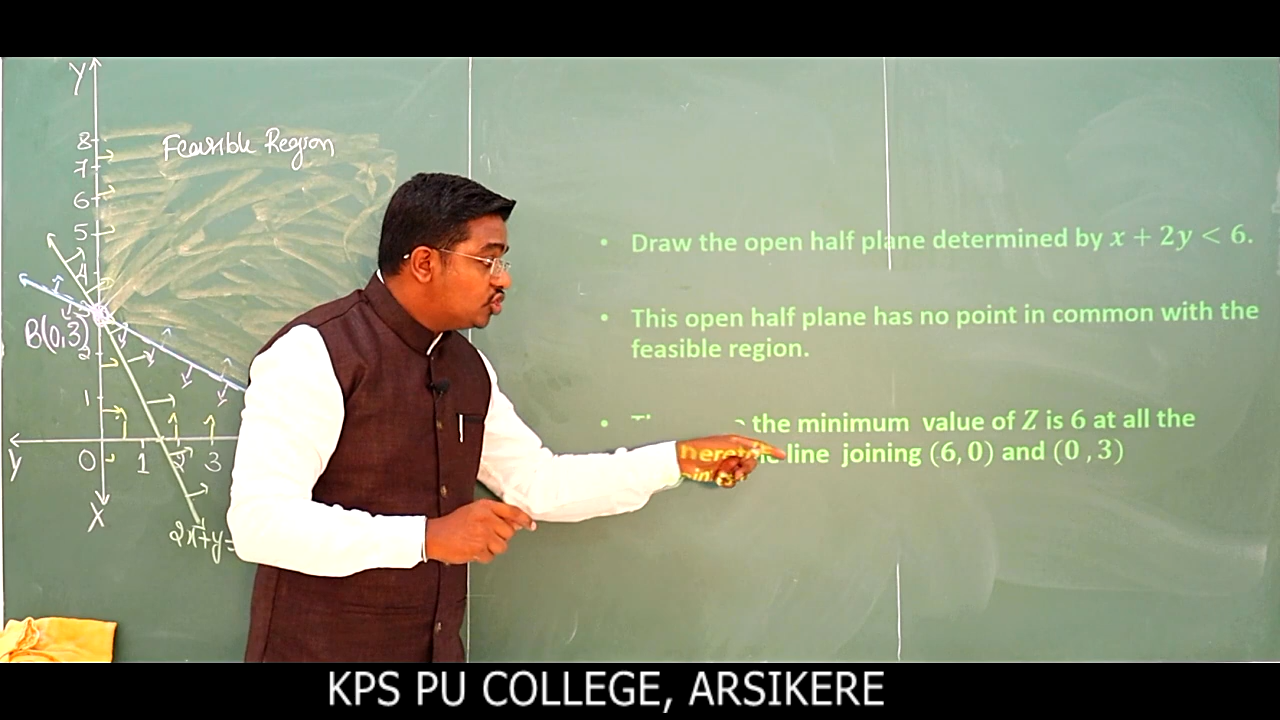 Y
8
7
Feasible Region
6
5
4
B(0,3)
2
1
Y
0 1 2 3
X
2x+y=
• Draw the open half plane determined by x + 2y < 6.
• This open half plane has no point in common with the
feasible region.
• the minimum value of Z is 6 at all the
line joining (6, 0) and (0 , 3)
KPS PU COLLEGE, ARSIKERE